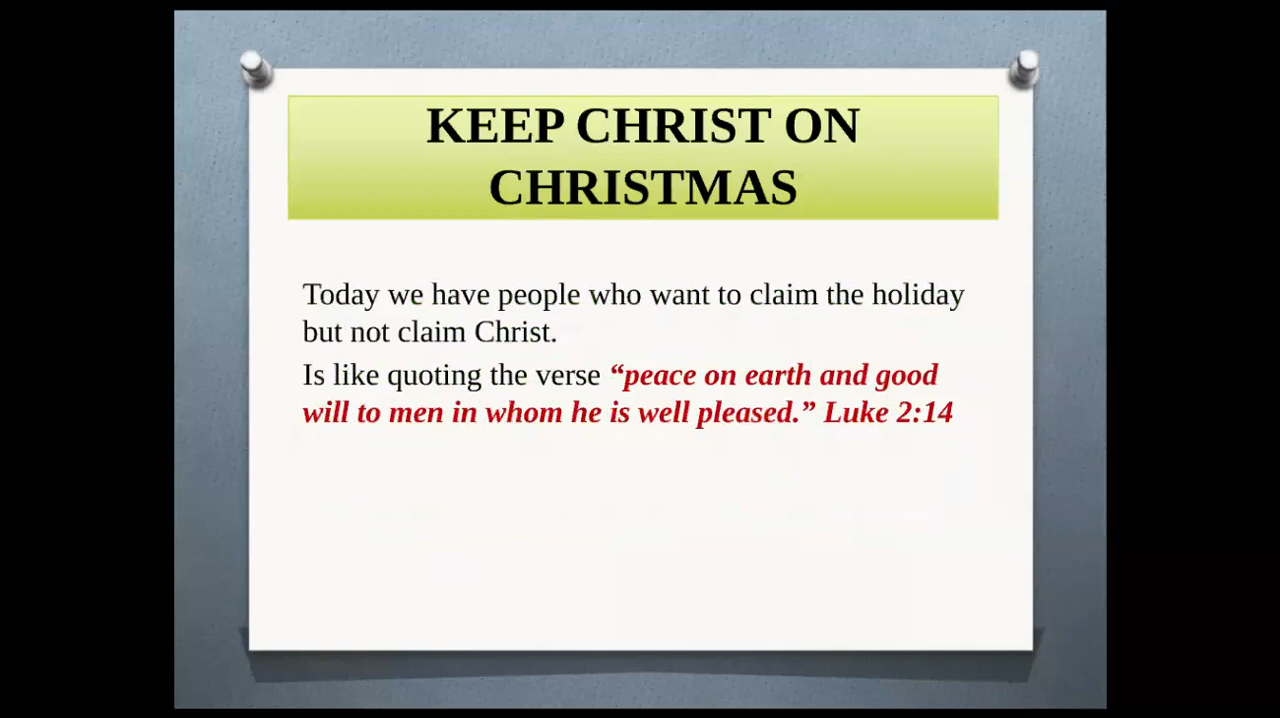 KEEP CHRIST ON
CHRISTMAS
Today we have people who want to claim the holiday
but not claim Christ.
Is like quoting the verse “peace on earth and good
will to men in whom he is well pleased.” Luke 2:14